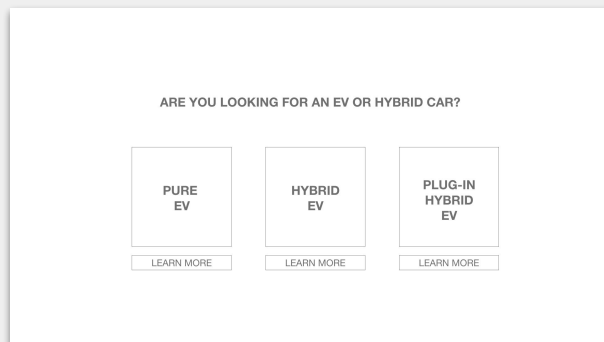 ARE YOU LOOKING FOR AN EV OR HYBRID CAR?
PURE
EV
HYBRID
EV
PLUG-IN
HYBRID
EV
LEARN MORE
LEARN MORE
LEARN MORE